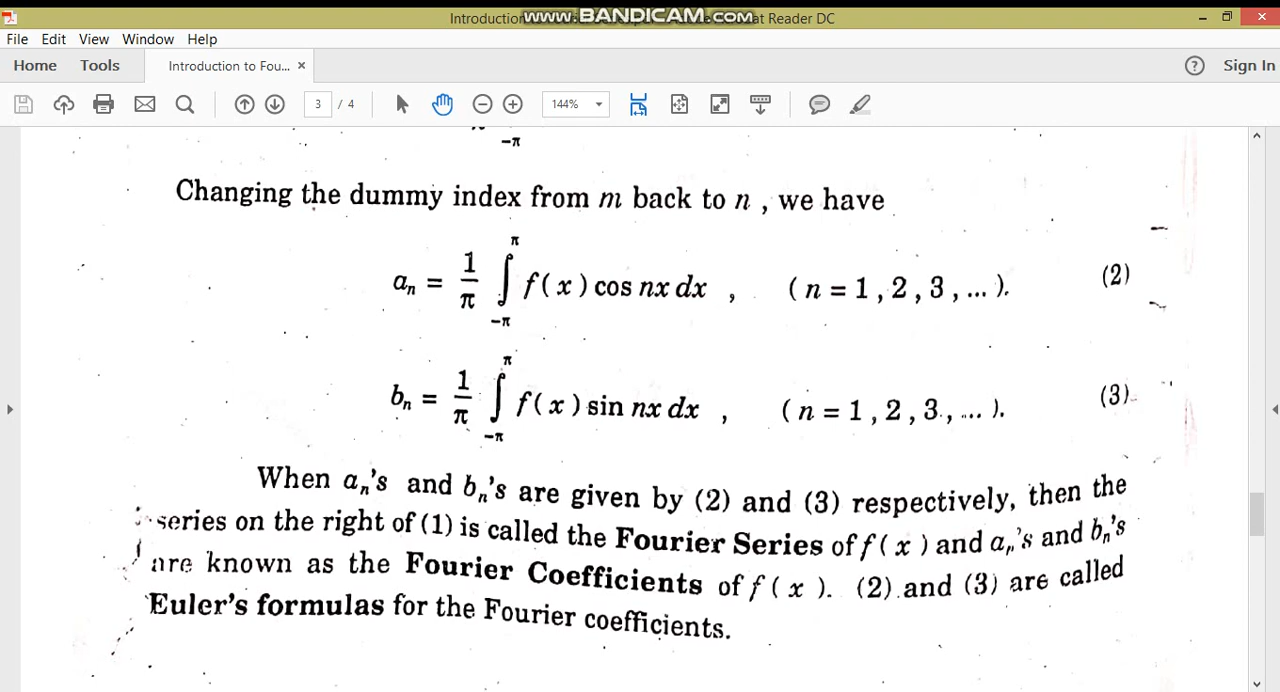 Introduction
www.BANDICAM.com
at Reader DC
File Edit View Window Help
Home Tools Introduction to Fou... × ? Sign In
3 / 4 144%
−π
Changing the dummy index from m back to n , we have
aₙ = 1/π ∫_{−π}^{π} f( x ) cos nx dx , ( n = 1 , 2 , 3 , ... ). (2)
bₙ = 1/π ∫_{−π}^{π} f( x ) sin nx dx , ( n = 1 , 2 , 3 , ... ). (3)
When aₙ's and bₙ's are given by (2) and (3) respectively, then the
series on the right of (1) is called the Fourier Series of f( x ) and aₙ's and bₙ's
are known as the Fourier Coefficients of f ( x ). (2) and (3) are called
Euler's formulas for the Fourier coefficients.